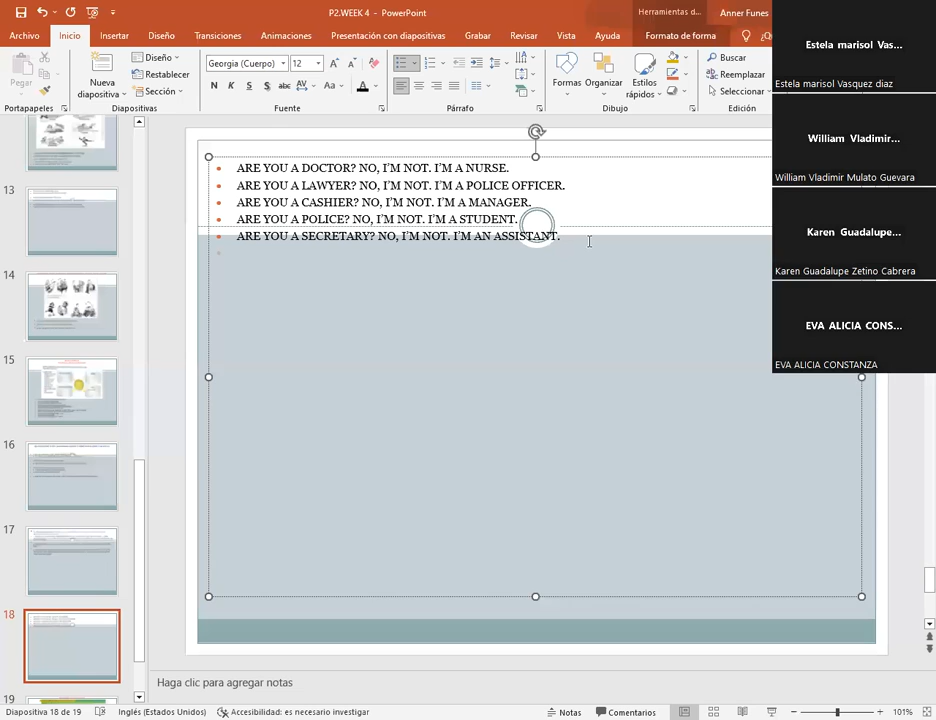 P2.WEEK 4 - PowerPoint
Herramientas d...
Anner Funes
Archivo
Inicio
Insertar
Diseño
Transiciones
Animaciones
Presentación con diapositivas
Grabar
Revisar
Vista
Ayuda
Formato de forma
Pegar
Nueva
diapositiva
Diseño
Restablecer
Sección
Georgia (Cuerpo)
12
N K S S abc AV Aa A
Formas
Organizar
Estilos
rápidos
Buscar
Reemplazar
Seleccionar
Portapapeles
Diapositivas
Fuente
Párrafo
Dibujo
Edición
Estela marisol Vas...
Estela marisol Vasquez diaz
William Vladimir...
William Vladimir Mulato Guevara
Karen Guadalupe...
Karen Guadalupe Zetino Cabrera
EVA ALICIA CONS...
EVA ALICIA CONSTANZA
13
14
15
16
17
18
19
ARE YOU A DOCTOR? NO, I'M NOT. I'M A NURSE.
ARE YOU A LAWYER? NO, I'M NOT. I'M A POLICE OFFICER.
ARE YOU A CASHIER? NO, I'M NOT. I'M A MANAGER.
ARE YOU A POLICE? NO, I'M NOT. I'M A STUDENT.
ARE YOU A SECRETARY? NO, I'M NOT. I'M AN ASSISTANT.
Haga clic para agregar notas
Diapositiva 18 de 19
Inglés (Estados Unidos)
Accesibilidad: es necesario investigar
Notas
Comentarios
101%